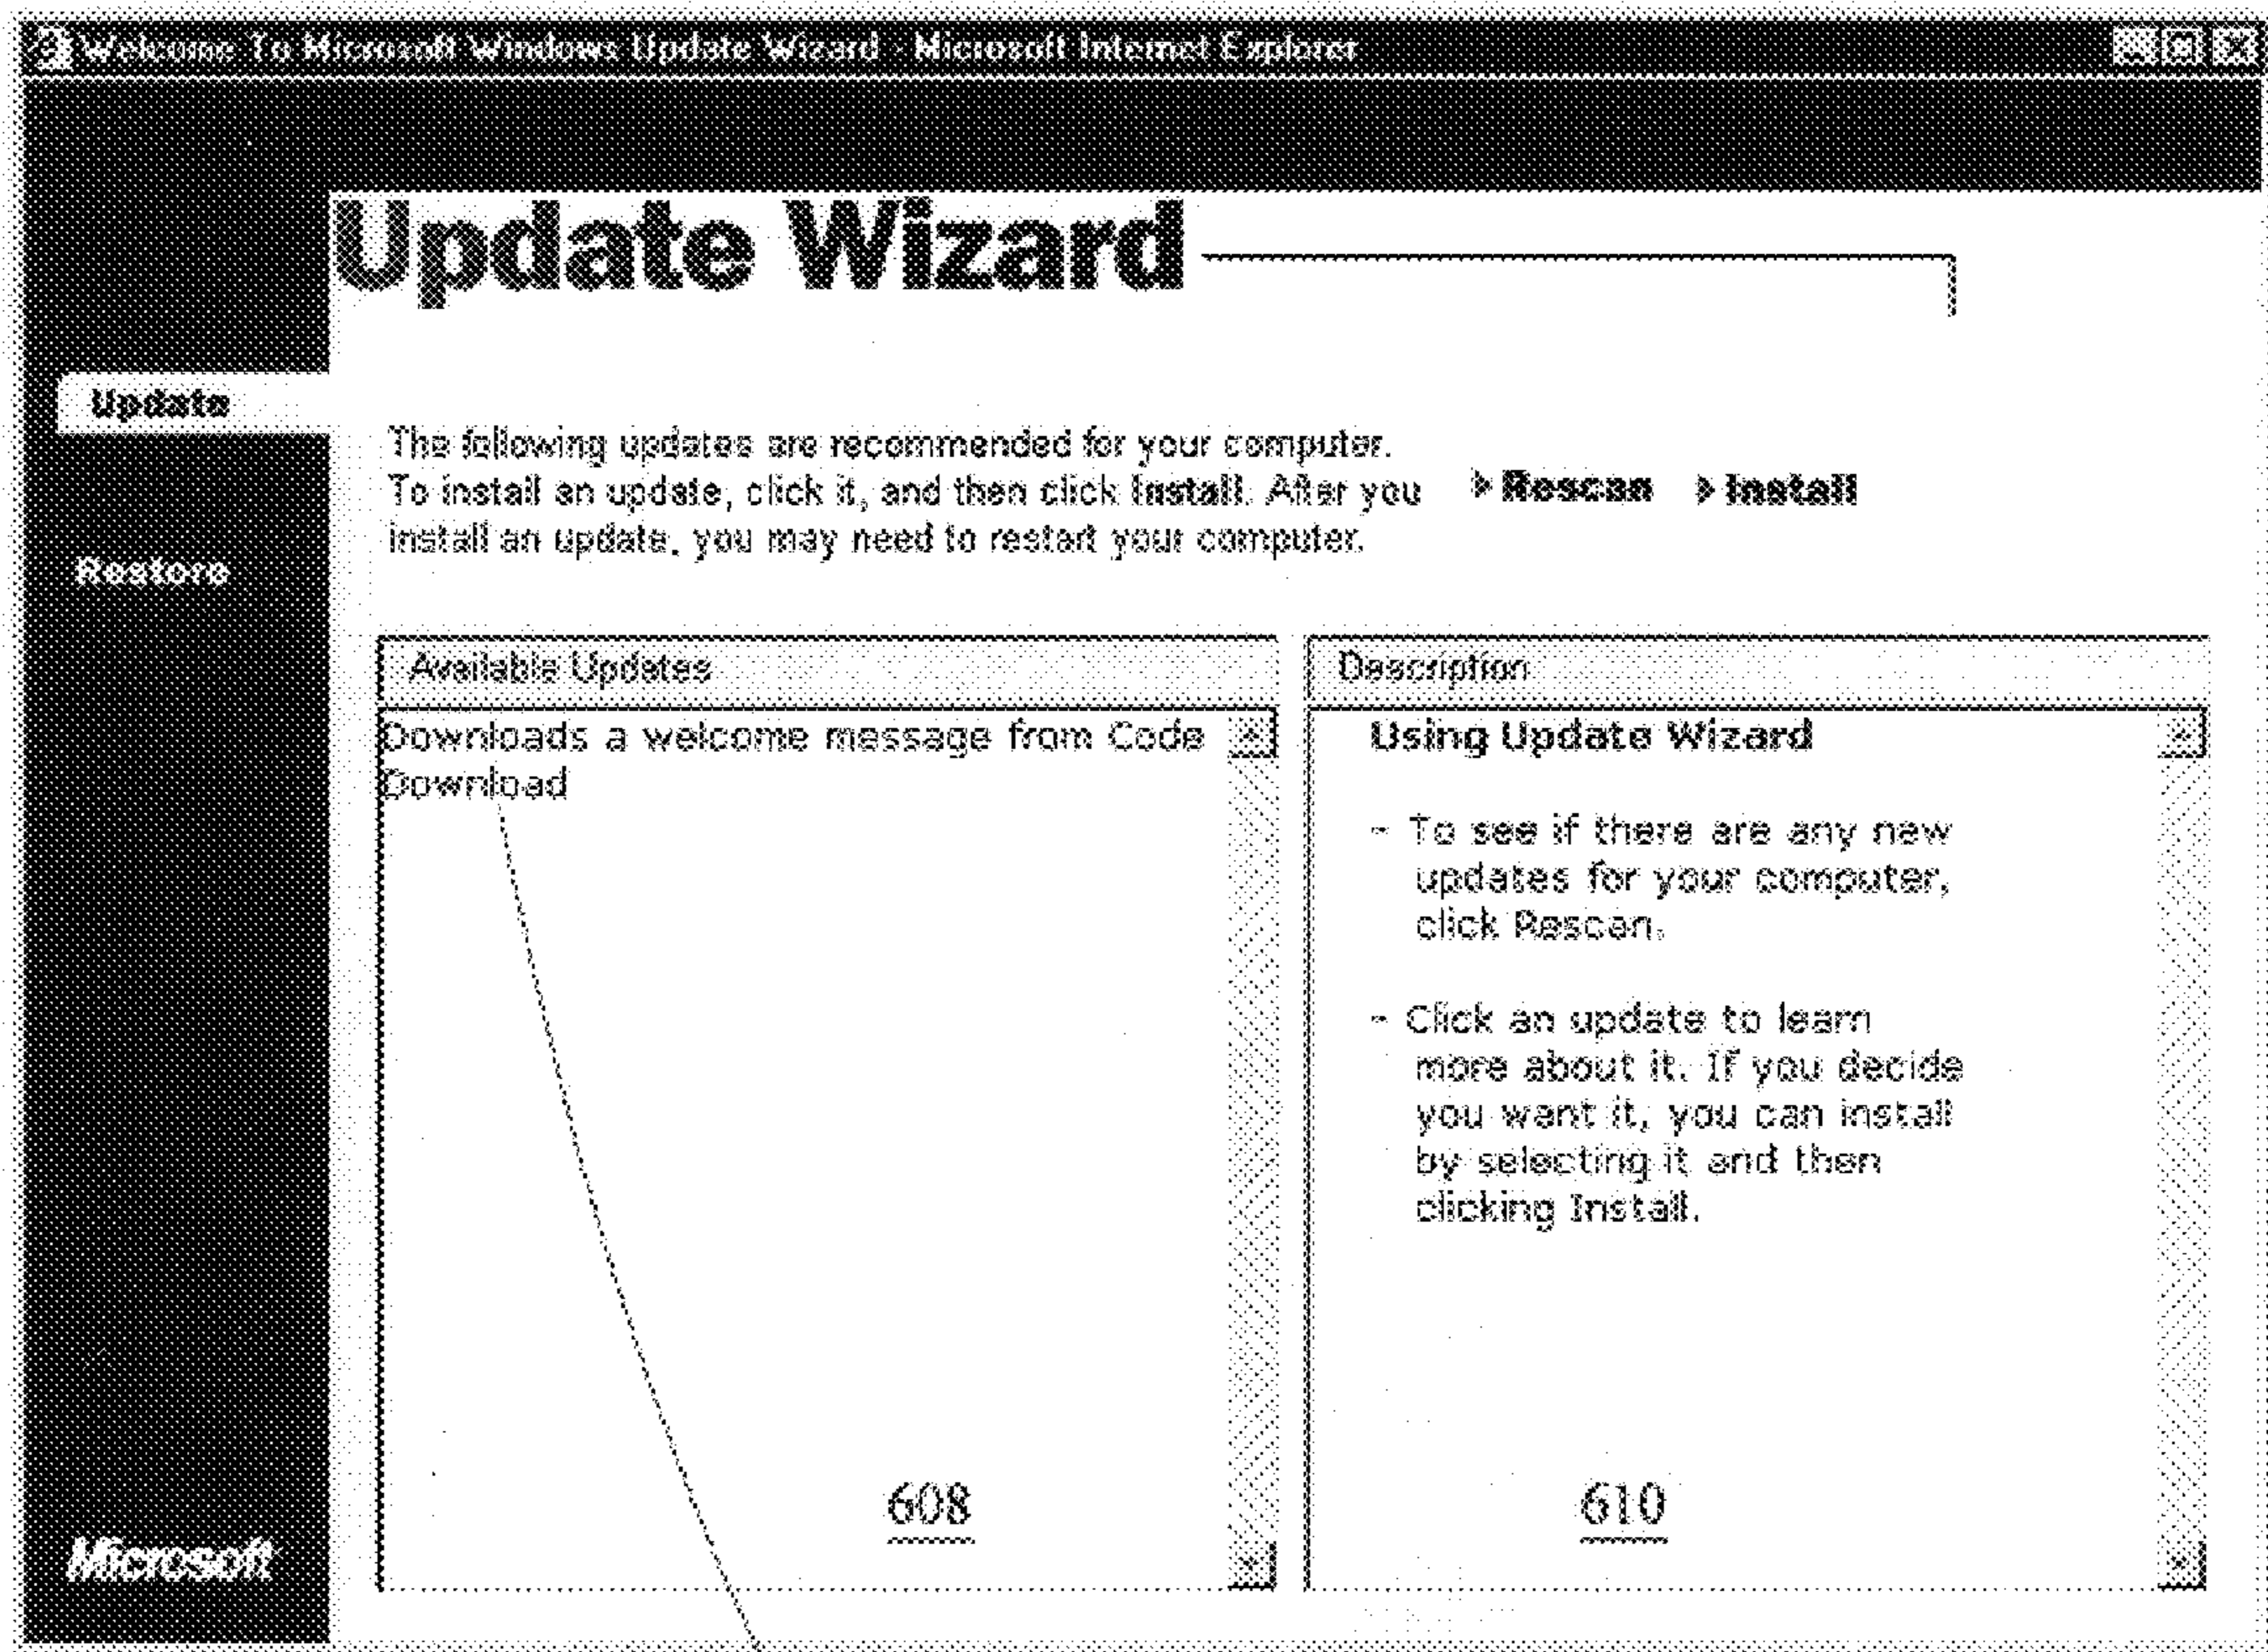 Welcome To Microsoft Windows Update Wizard - Microsoft Internet Explorer
Update Wizard
Update
The following updates are recommended for your computer.
To install an update, click it, and then click Install. After you
install an update, you may need to restart your computer.
Rescan Install
Restore
Available Updates
Downloads a welcome message from Code
Download
608
Description
Using Update Wizard
- To see if there are any new
updates for your computer,
click Rescan.
- Click an update to learn
more about it. If you decide
you want it, you can install
by selecting it and then
clicking Install.
610
Microsoft